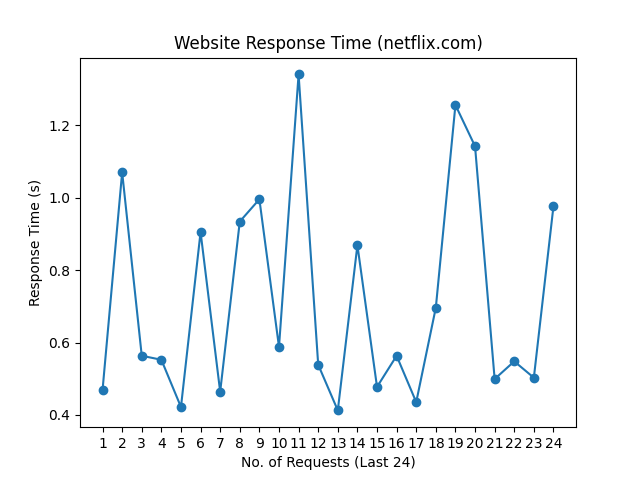 Website Response Time (netflix.com)
Response Time (s)
1.2
1.0
0.8
0.6
0.4
1 2 3 4 5 6 7 8 9 10 11 12 13 14 15 16 17 18 19 20 21 22 23 24
No. of Requests (Last 24)